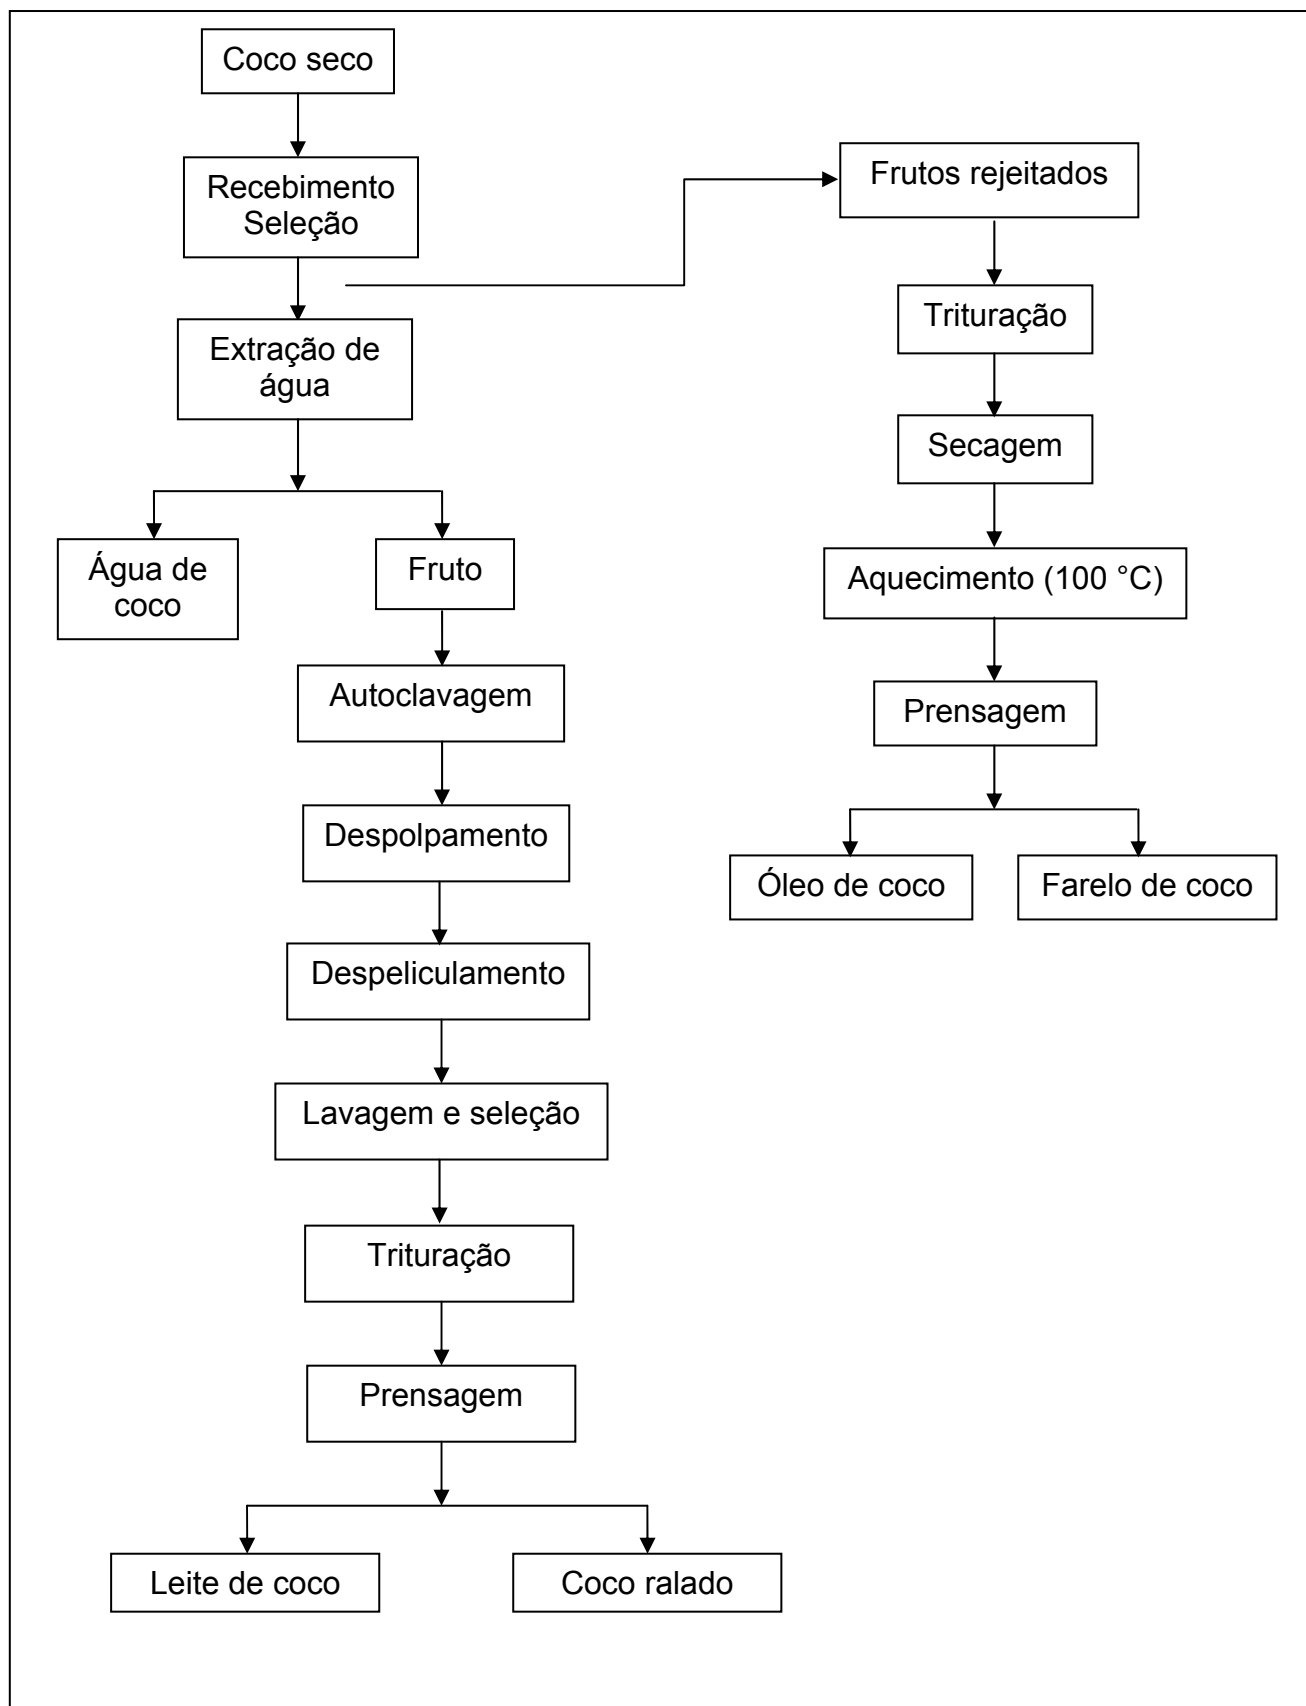 Coco seco
Recebimento
Seleção
Extração de
água
Água de
coco
Fruto
Autoclavagem
Despolpamento
Despeliculamento
Lavagem e seleção
Trituração
Prensagem
Leite de coco
Coco ralado
Frutos rejeitados
Trituração
Secagem
Aquecimento (100 °C)
Prensagem
Óleo de coco
Farelo de coco